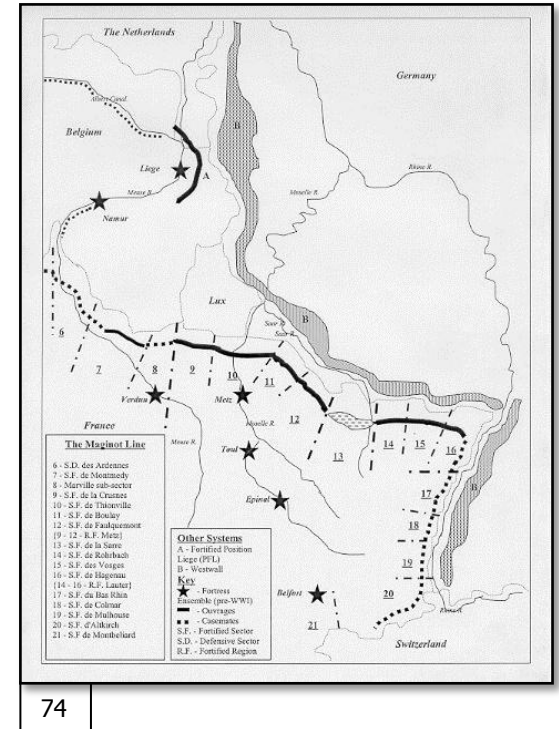 The Netherlands
Germany
Albert Canal
B
Belgium
Liege
A
Rhine R.
Moselle R.
Meuse R.
Namur
Lux
B
Saar R.
6
7
8
9
10
11
Verdun
Metz
12
14
15
16
France
Moselle R.
Meuse R.
Toul
13
The Maginot Line
6 - S.D. des Ardennes
7 - S.F. de Montmedy
8 - Marville sub-sector
9 - S.F. de la Crusnes
10 - S.F. de Thionville
11 - S.F. de Boulay
12 - S.F. de Faulquemont
[9 - 12 - R.F. Metz]
13 - S.F. de la Sarre
14 - S.F. de Rohrbach
15 - S.F. des Vosges
16 - S.F. de Hagenau
[14 - 16 - R.F. Lauter]
17 - S.F. du Bas Rhin
18 - S.F. de Colmar
19 - S.F. de Mulhouse
20 - S.F. d'Altkirch
21 - S.F de Montbeliard
17
B
Epinel
18
Other Systems
A - Fortified Position
Liege (PFL)
B - Westwall
Key
- Fortress
Ensemble (pre-WWI)
- Ouvrages
- Casemates
S.F. - Fortified Sector
S.D. - Defensive Sector
R.F. - Fortified Region
19
Belfort
20
21
Switzerland
74